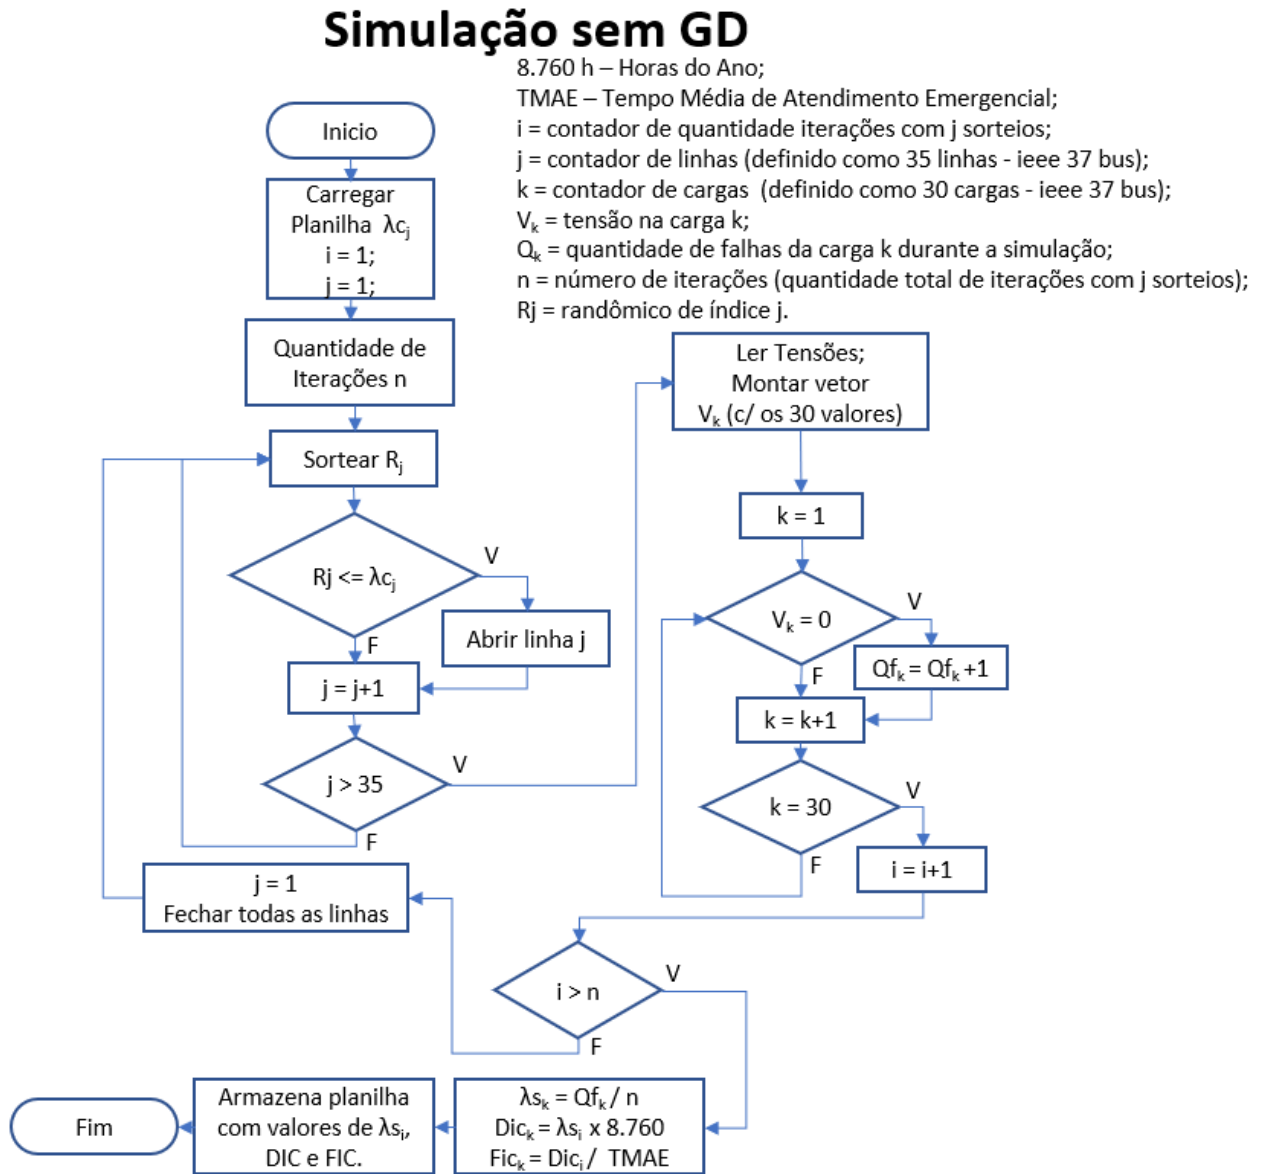 Simulação sem GD
8.760 h – Horas do Ano;
TMAE – Tempo Média de Atendimento Emergencial;
i = contador de quantidade iterações com j sorteios;
j = contador de linhas (definido como 35 linhas - ieee 37 bus);
k = contador de cargas (definido como 30 cargas - ieee 37 bus);
Vₖ = tensão na carga k;
Qₖ = quantidade de falhas da carga k durante a simulação;
n = número de iterações (quantidade total de iterações com j sorteios);
Rj = randômico de índice j.
Inicio
Carregar
Planilha λcⱼ
i = 1;
j = 1;
Quantidade de
Iterações n
Sortear Rⱼ
Rj <= λcⱼ
V
Abrir linha j
F
j = j+1
j > 35
V
F
j = 1
Fechar todas as linhas
Ler Tensões;
Montar vetor
Vₖ (c/ os 30 valores)
k = 1
Vₖ = 0
V
Qfₖ = Qfₖ +1
F
k = k+1
k = 30
V
F
i = i+1
i > n
V
F
λsₖ = Qfₖ / n
Dicₖ = λsᵢ x 8.760
Ficₖ = Dicᵢ / TMAE
Armazena planilha
com valores de λsᵢ,
DIC e FIC.
Fim